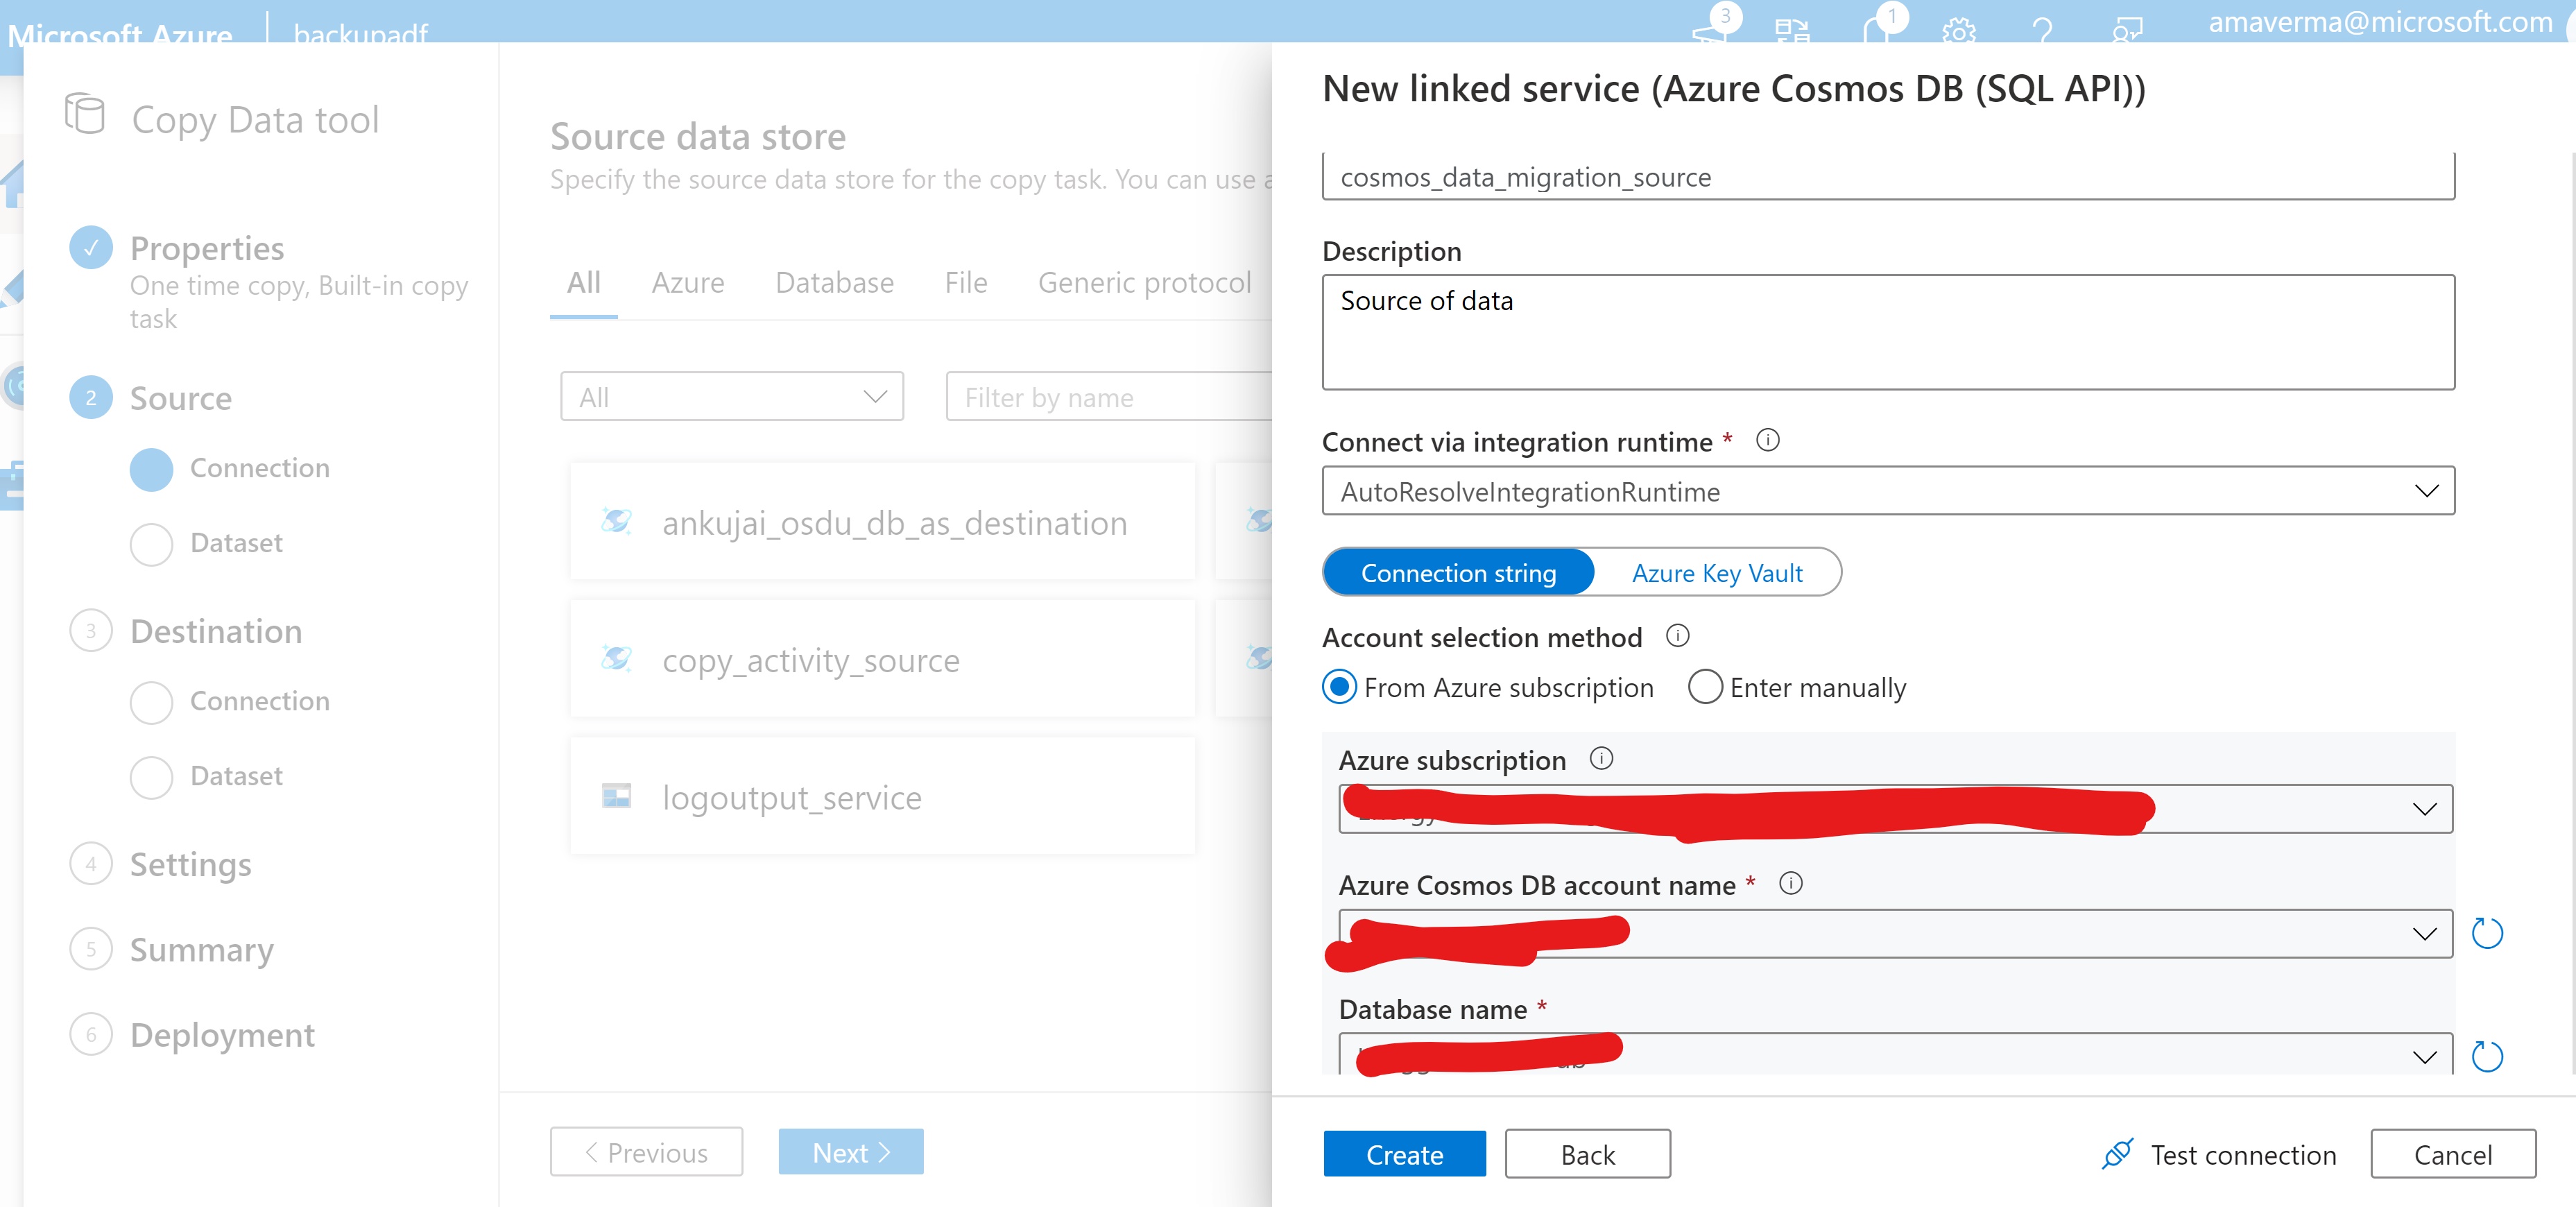 Microsoft Azure
backupadf
3
1
amaverma@microsoft.com
Copy Data tool
Properties
One time copy, Built-in copy
task
2
Source
Connection
Dataset
3
Destination
Connection
Dataset
4
Settings
5
Summary
6
Deployment
Source data store
Specify the source data store for the copy task. You can use
All
Azure
Database
File
Generic protocol
All
Filter by name
ankujai_osdu_db_as_destination
copy_activity_source
logoutput_service
< Previous
Next >
New linked service (Azure Cosmos DB (SQL API))
cosmos_data_migration_source
Description
Source of data
Connect via integration runtime *
AutoResolveIntegrationRuntime
Connection string
Azure Key Vault
Account selection method
From Azure subscription
Enter manually
Azure subscription
Azure Cosmos DB account name *
Database name *
Create
Back
Test connection
Cancel